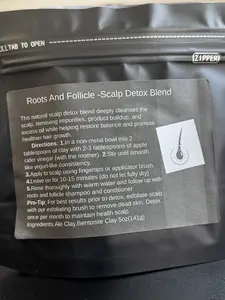 PULLTAB TO OPEN
(ZIPPER)
Roots And Follicle -Scalp Detox Blend
This natural scalp detox blend deeply cleanses the
scalp, removing impurities, product buildup, and
excess oil while helping restore balance and promote
healthier hair growth.
Directions: 1.In a non-metal bowl mix 2
tablespoons of clay with 2-3 tablespoons of apple
cider vinegar (with the mother) 2.Stir until smooth
like yogurt-like consistency.
3.Apply to scalp using fingertips or applicator brush.
4.Leave on for 10-15 minutes (do not let fully dry)
5.Rinse thoroughly with warm water and follow up with
roots and follicle shampoo and conditioner
Pro-Tip: For best results prior to detox, exfoliate scalp
with our exfoliating brush to remove dead skin. Detox
once per month to maintain health scalp.
Ingredients:Ale Clay,Bentonite Clay 5oz(141g)